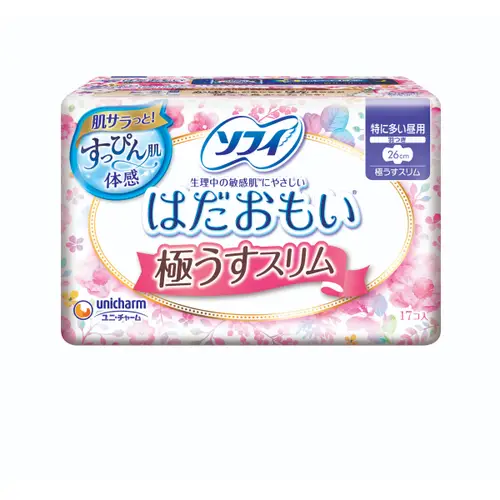 肌サラっと!
すっぴん肌
体感
ソフィ
生理中の敏感肌にやさしい
はだおもい
極うすスリム
特に多い昼用
羽つき
26cm
極うすスリム
unicharm
ユニ・チャーム
17コ入